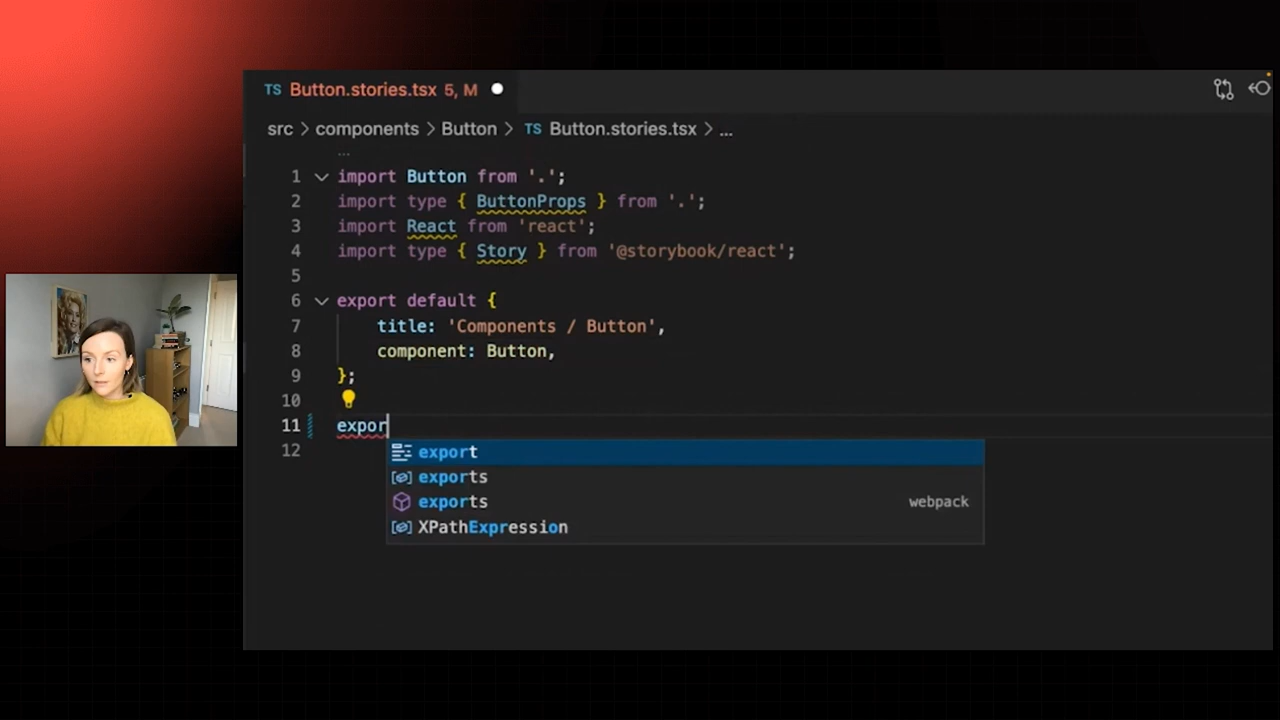 TS Button.stories.tsx 5, M
src > components > Button > TS Button.stories.tsx > ...
1 import Button from '.';
2 import type { ButtonProps } from '.';
3 import React from 'react';
4 import type { Story } from '@storybook/react';
5
6 export default {
7 title: 'Components / Button',
8 component: Button,
9 };
10
11 expor
12
export
exports
exports webpack
XPathExpression